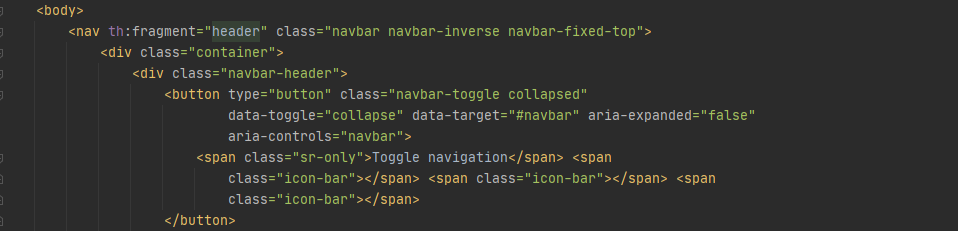 <body>
<nav th:fragment="header" class="navbar navbar-inverse navbar-fixed-top">
<div class="container">
<div class="navbar-header">
<button type="button" class="navbar-toggle collapsed"
data-toggle="collapse" data-target="#navbar" aria-expanded="false"
aria-controls="navbar">
<span class="sr-only">Toggle navigation</span> <span
class="icon-bar"></span> <span class="icon-bar"></span> <span
class="icon-bar"></span>
</button>